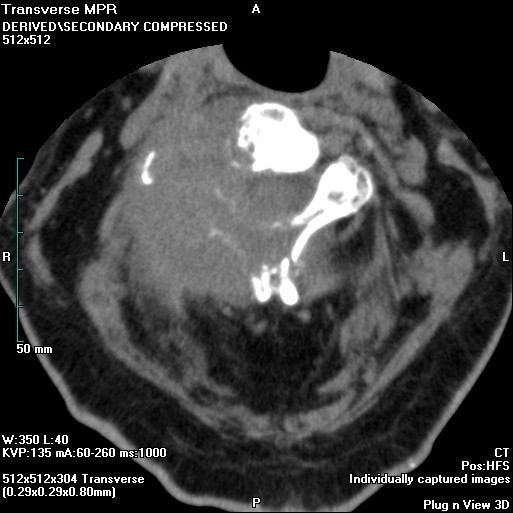 Transverse MPR
A
DERIVED\SECONDARY COMPRESSED
512x512
R
L
50 mm
W:350 L:40
KVP:135 mA:60-260 ms:1000
CT
Pos:HFS
512x512x304 Transverse
Individually captured images
(0.29x0.29x0.80mm)
P
Plug n View 3D